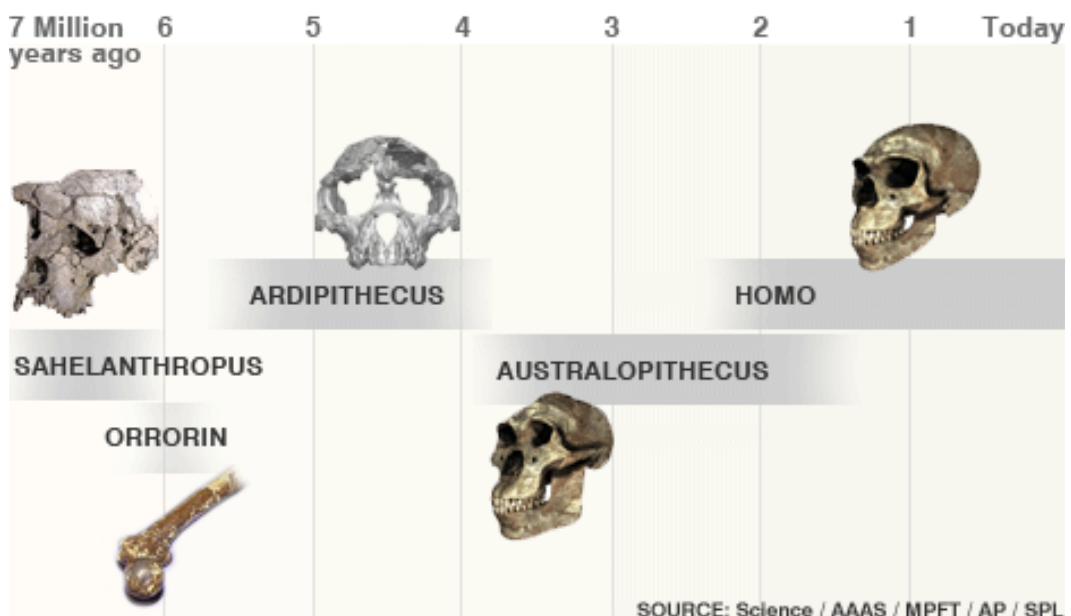 7 Million 6 5 4 3 2 1 Today
years ago
ARDIPITHECUS HOMO
SAHELANTHROPUS AUSTRALOPITHECUS
ORRORIN
SOURCE: Science / AAAS / MPFT / AP / SPL